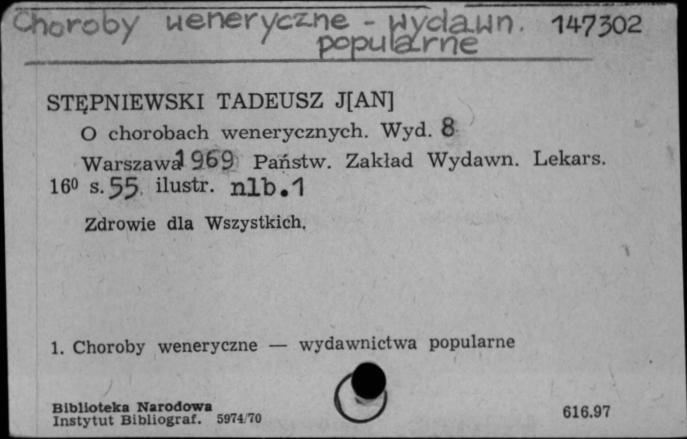 Choroby weneryczne - wydawn. 147302
popularne
STĘPNIEWSKI TADEUSZ J[AN]
O chorobach wenerycznych. Wyd. 8
Warszawa 1969 Państw. Zakład Wydawn. Lekars.
16⁰ s. 55 ilustr. nlb.1
Zdrowie dla Wszystkich.
1. Choroby weneryczne — wydawnictwa popularne
Biblioteka Narodowa
Instytut Bibliograf. 5974/70 616.97